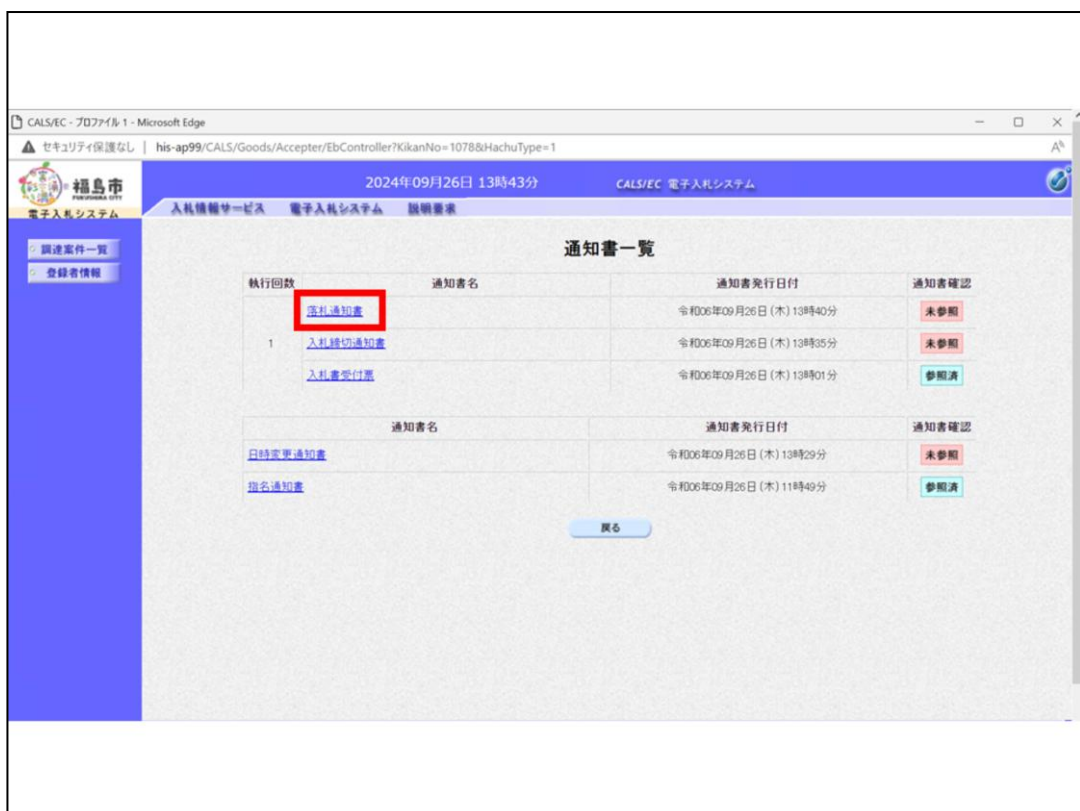 CALS/EC - プロファイル 1 - Microsoft Edge
セキュリティ保護なし | his-ap99/CALS/Goods/Accepter/EbController?KikanNo=1078&HachuType=1
福島市
FUKUSHIMA CITY
電子入札システム
2024年09月26日 13時43分 CALS/EC 電子入札システム
入札情報サービス 電子入札システム 説明要求
調達案件一覧
登録者情報
通知書一覧
執行回数 通知書名 通知書発行日付 通知書確認
落札通知書 令和06年09月26日(木)13時40分 未参照
1 入札締切通知書 令和06年09月26日(木)13時35分 未参照
入札書受付票 令和06年09月26日(木)13時01分 参照済
通知書名 通知書発行日付 通知書確認
日時変更通知書 令和06年09月26日(木)13時29分 未参照
指名通知書 令和06年09月26日(木)11時49分 参照済
戻る